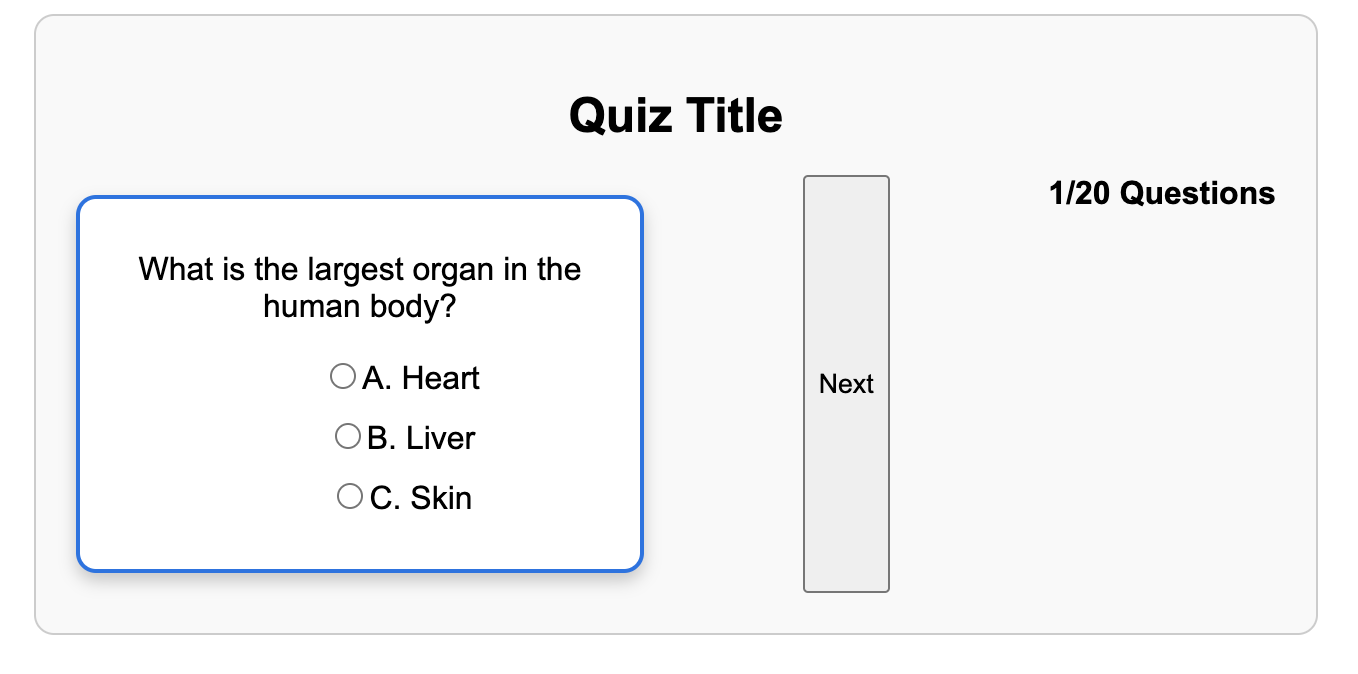 Quiz Title
1/20 Questions
What is the largest organ in the
human body?
A. Heart
B. Liver
C. Skin
Next